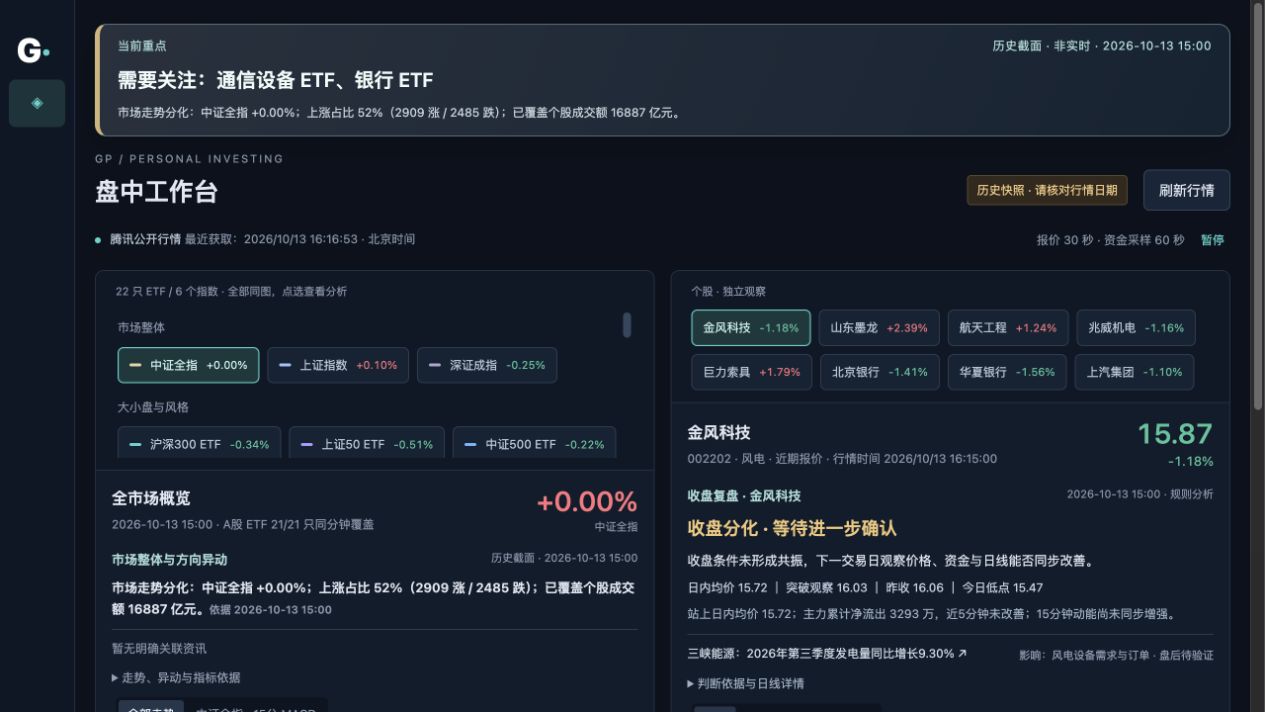 G
当前重点
历史截面 · 非实时 · 2026-10-13 15:00
需要关注：通信设备 ETF、银行 ETF
市场走势分化：中证全指 +0.00%；上涨占比 52%（2909 涨 / 2485 跌）；已覆盖个股成交额 16887 亿元。
GP / PERSONAL INVESTING
盘中工作台
历史快照 · 请核对行情日期
刷新行情
腾讯公开行情 最近获取：2026/10/13 16:16:53 · 北京时间
报价 30 秒 · 资金采样 60 秒 暂停
22 只 ETF / 6 个指数 · 全部同图，点选查看分析
市场整体
中证全指 +0.00%
上证指数 +0.10%
深证成指 -0.25%
大小盘与风格
沪深300 ETF -0.34%
上证50 ETF -0.51%
中证500 ETF -0.22%
全市场概览
+0.00%
2026-10-13 15:00 · A股 ETF 21/21 只同分钟覆盖
中证全指
市场整体与方向异动
历史截面 · 2026-10-13 15:00
市场走势分化：中证全指 +0.00%；上涨占比 52%（2909 涨 / 2485 跌）；已覆盖个股成交
额 16887 亿元。依据 2026-10-13 15:00
暂无明确关联资讯
▸ 走势、异动与指标依据
全部走势 中证全指 · 15分 MACD
个股 · 独立观察
金风科技 -1.18%
山东墨龙 +2.39%
航天工程 +1.24%
兆威机电 -1.16%
巨力索具 +1.79%
北京银行 -1.41%
华夏银行 -1.56%
上汽集团 -1.10%
金风科技
15.87
002202 · 风电 · 近期报价 · 行情时间 2026/10/13 16:15:00
-1.18%
收盘复盘 · 金风科技
2026-10-13 15:00 · 规则分析
收盘分化 · 等待进一步确认
收盘条件未形成共振，下一交易日观察价格、资金与日线能否同步改善。
日内均价 15.72 | 突破观察 16.03 | 昨收 16.06 | 今日低点 15.47
站上日内均价 15.72；主力累计净流出 3293 万，近5分钟未改善；15分钟动能尚未同步增强。
三峡能源：2026年第三季度发电量同比增长9.30% ↗
影响：风电设备需求与订单 · 盘后待验证
▸ 判断依据与日线详情